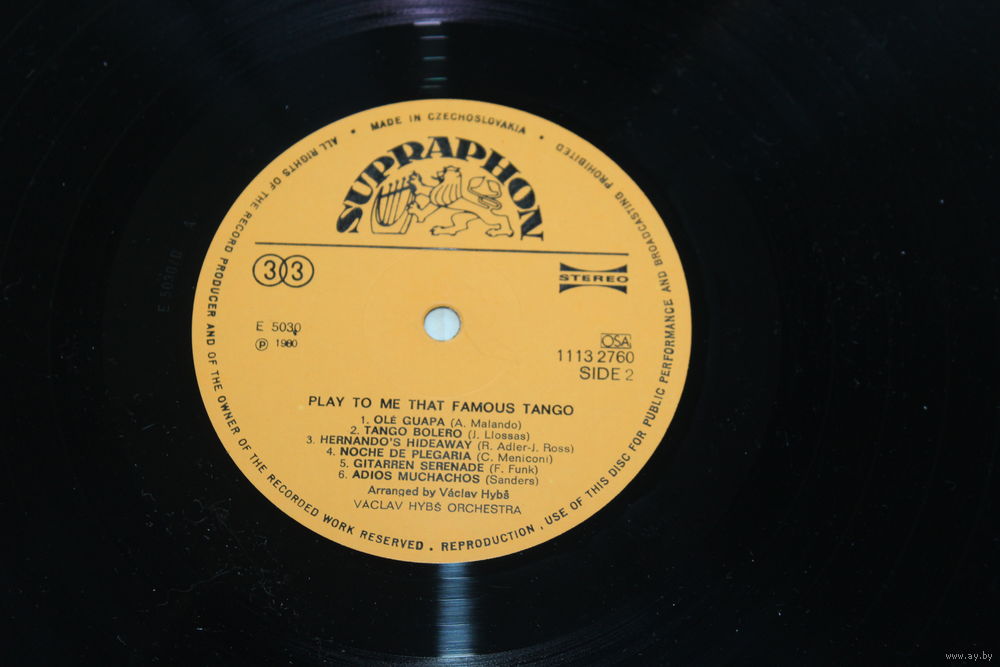 MADE IN CZECHOSLOVAKIA
SUPRAPHON
33
STEREO
E 5030
℗ 1980
OSA
1113 2760
SIDE 2
PLAY TO ME THAT FAMOUS TANGO
1. OLÉ GUAPA (A. Malando)
2. TANGO BOLERO (J. Llossas)
3. HERNANDO'S HIDEAWAY (R. Adler-J. Ross)
4. NOCHE DE PLEGARIA (C. Meniconi)
5. GITARREN SERENADE (F. Funk)
6. ADIOS MUCHACHOS (Sanders)
Arranged by Václav Hybš
VÁCLAV HYBŠ ORCHESTRA
ALL RIGHTS OF THE RECORD PRODUCER AND OF THE OWNER OF THE RECORDED WORK RESERVED . REPRODUCTION , USE OF THIS DISC FOR PUBLIC PERFORMANCE AND BROADCASTING PROHIBITED
www.ay.by